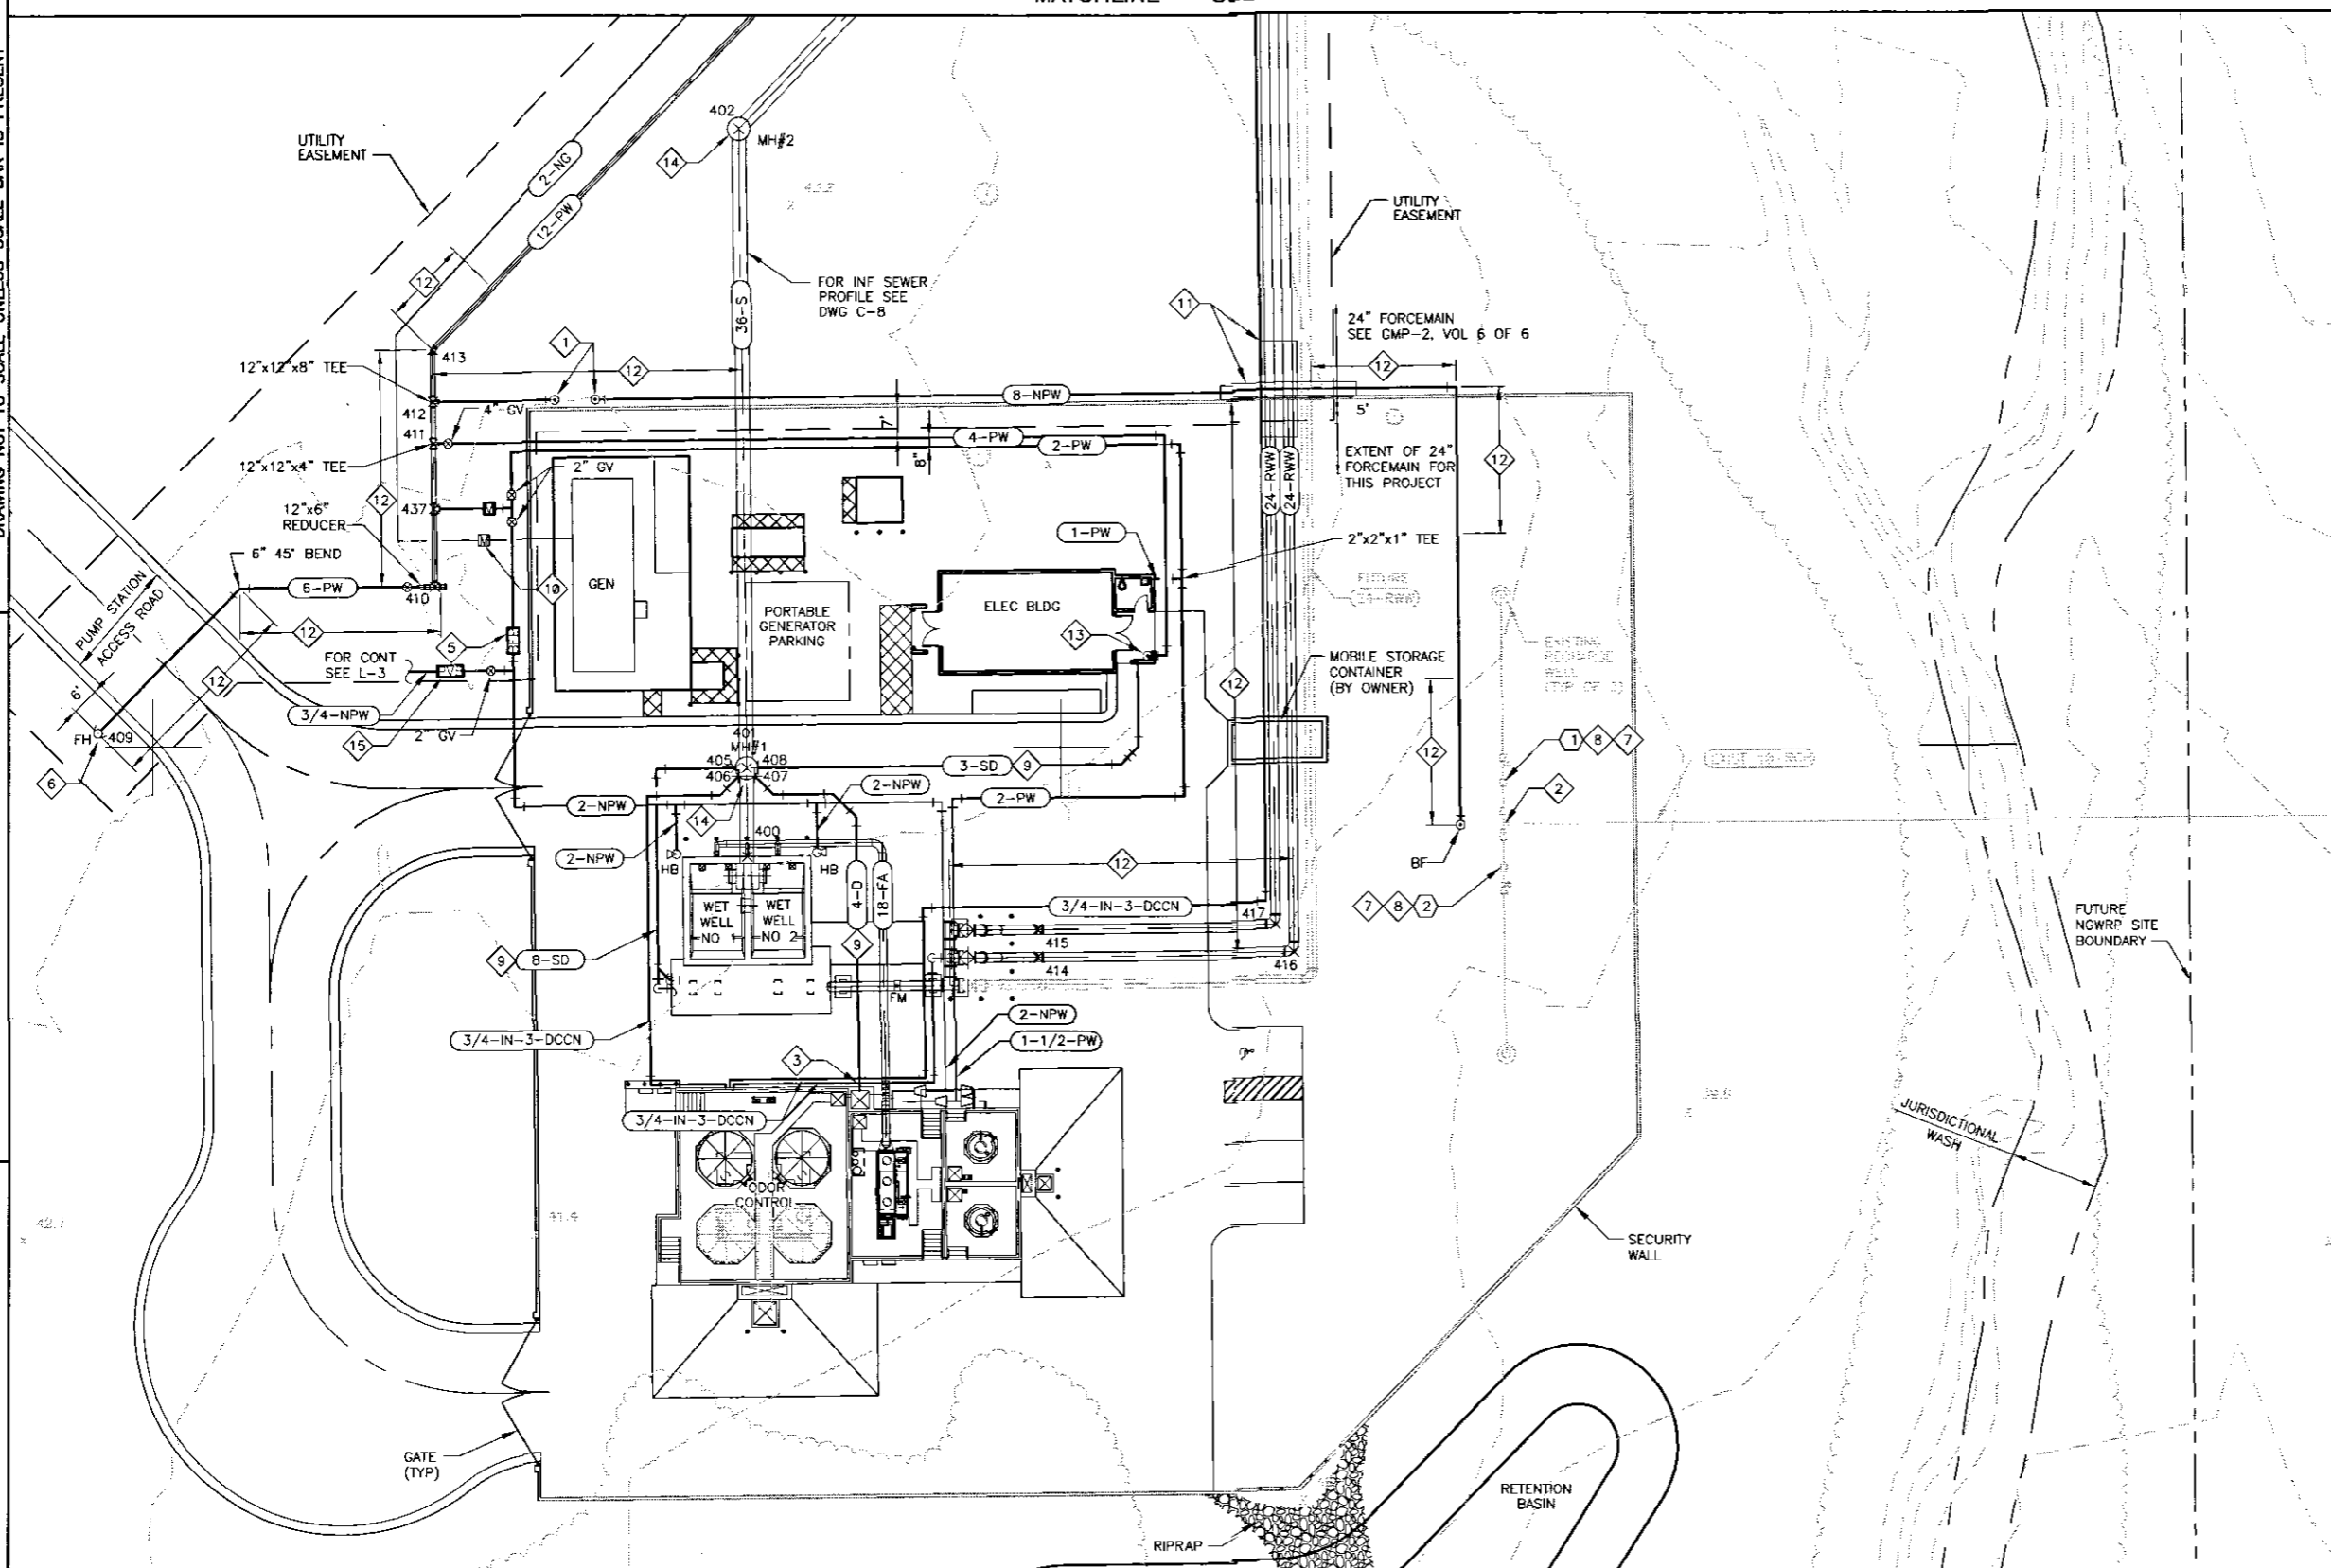 402
MH#2
14
UTILITY
EASEMENT
2-NG
12-PW
12
36-S
FOR INF SEWER
PROFILE SEE
DWG C-8
UTILITY
EASEMENT
11
24" FORCEMAIN
SEE GMP-2, VOL 6 OF 6
12
5'
413
1
12
12"x12"x8" TEE
412
4" GV
8-NPW
7'
8"
411
4-PW
2-PW
12"x12"x4" TEE
2" GV
12
437
12"x6"
REDUCER
6" 45° BEND
6-PW
410
10
GEN
PORTABLE
GENERATOR
PARKING
ELEC BLDG
13
1-PW
24-RWW
24-RWW
EXTENT OF 24"
FORCEMAIN FOR
THIS PROJECT
12
2"x2"x1" TEE
FUTURE
EXISTING
PUMP STATION
ACCESS ROAD
12
5
FOR CONT
SEE L-3
12
6'
3/4-NPW
15
2" GV
FH
409
6
MOBILE STORAGE
CONTAINER
(BY OWNER)
12
12
1 8 7
2
401
MH#1
405
408
406
407
3-SD
9
2-NPW
2-NPW
2-PW
14
400
2-NPW
HB
HB
4-D
18-FA
12
BF
WET
WELL
NO 1
WET
WELL
NO 2
3/4-IN-3-DCCN
417
415
7 8 2
9
8-SD
9
414
416
FM
FUTURE
NGWRP SITE
BOUNDARY
3/4-IN-3-DCCN
2-NPW
1-1/2-PW
3
3/4-IN-3-DCCN
ODOR
CONTROL
JURISDICTIONAL
WASH
42.7
SECURITY
WALL
GATE
(TYP)
RETENTION
BASIN
RIPRAP